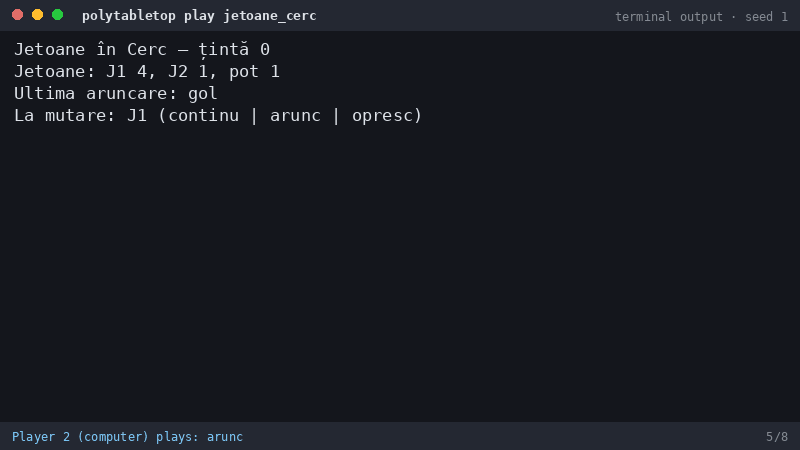 polytabletop play jetoane_cerc
terminal output · seed 1
Jetoane în Cerc — țintă 0
Jetoane: J1 4, J2 1, pot 1
Ultima aruncare: gol
La mutare: J1 (continu | arunc | opresc)
Player 2 (computer) plays: arunc
5/8